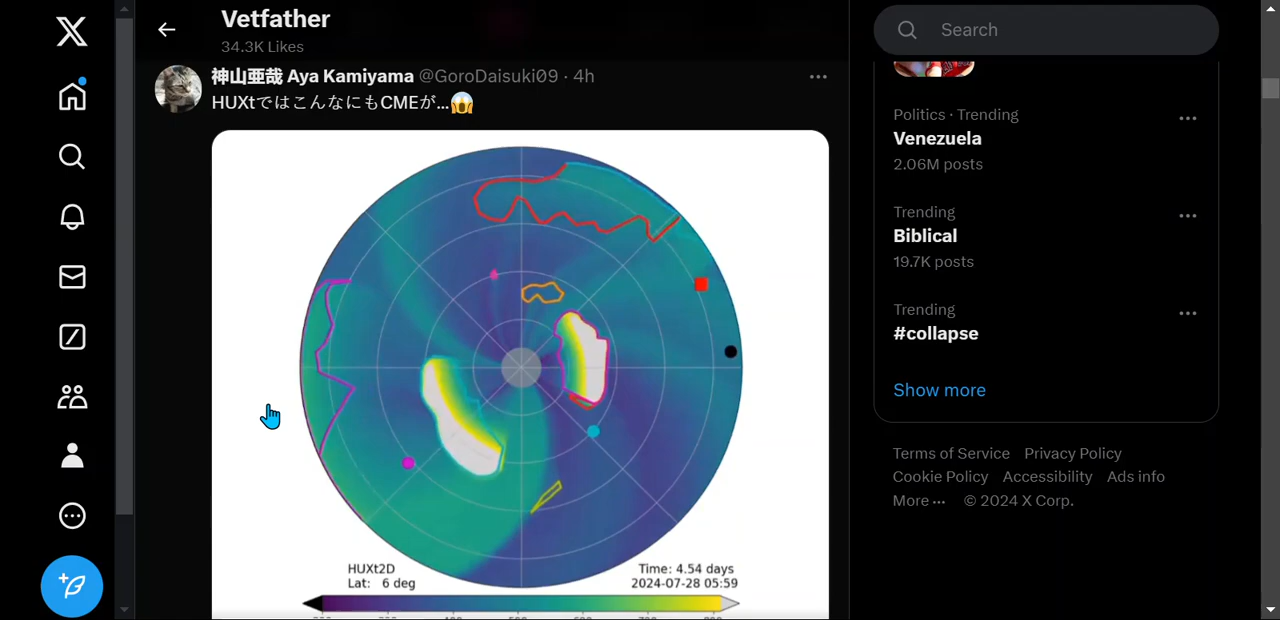 Vetfather
34.3K Likes
神山亜哉 Aya Kamiyama @GoroDaisuki09 · 4h
HUXtではこんなにもCMEが...😱
HUXt2D
Lat: 6 deg
Time: 4.54 days
2024-07-28 05:59
Search
Politics · Trending
Venezuela
2.06M posts
Trending
Biblical
19.7K posts
Trending
#collapse
Show more
Terms of Service Privacy Policy
Cookie Policy Accessibility Ads info
More ··· © 2024 X Corp.